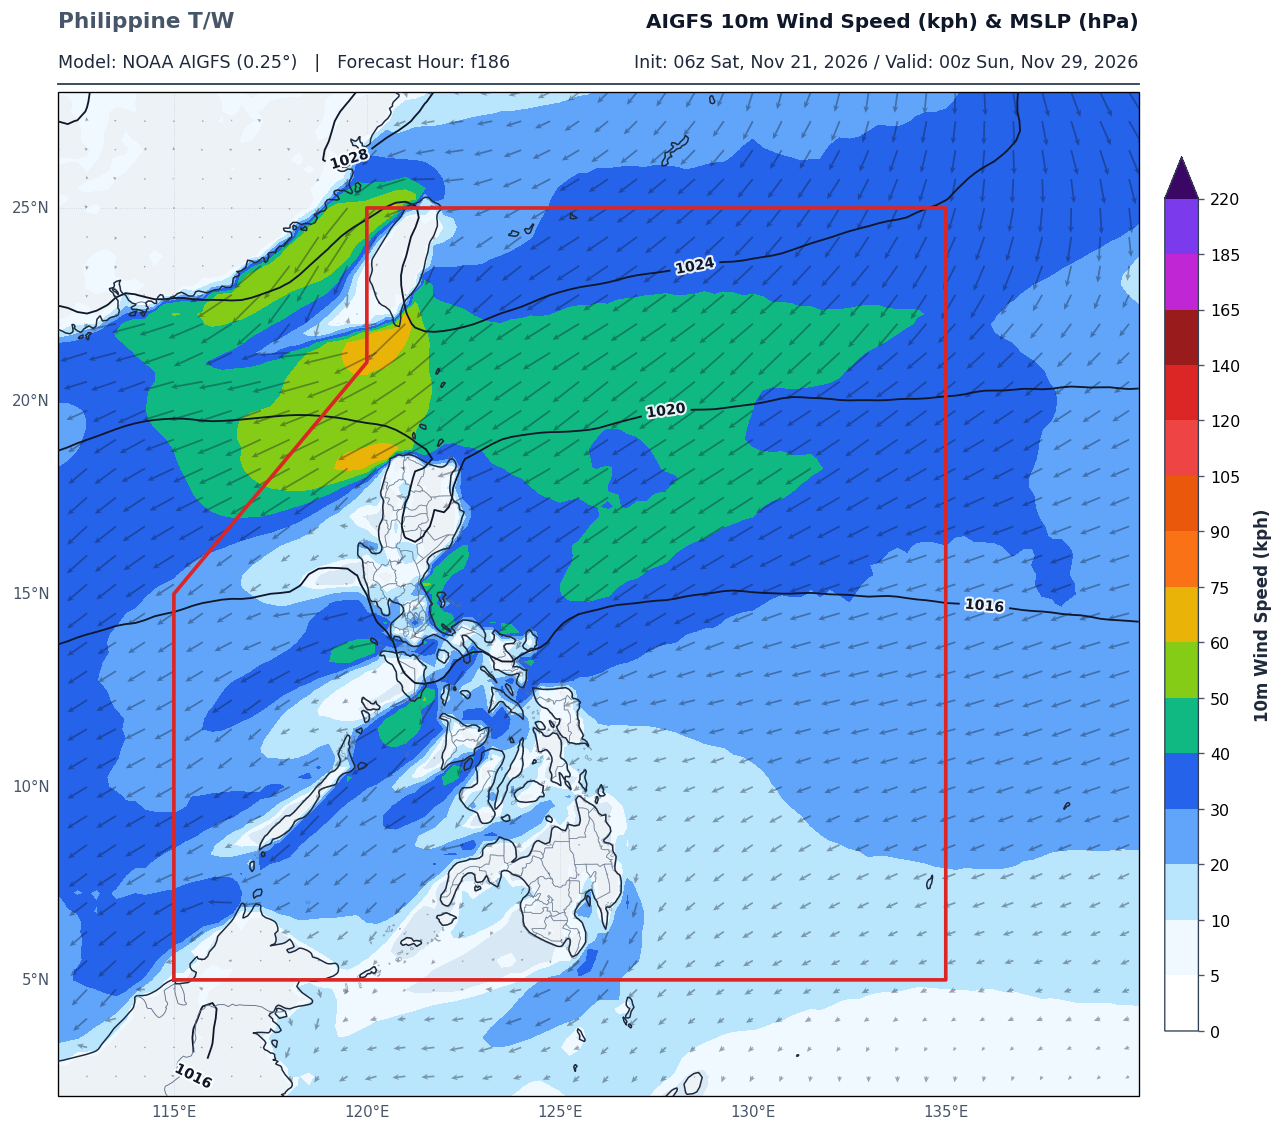 Philippine T/W
AIGFS 10m Wind Speed (kph) & MSLP (hPa)
Model: NOAA AIGFS (0.25°)   |   Forecast Hour: f186
Init: 06z Sat, Nov 21, 2026 / Valid: 00z Sun, Nov 29, 2026
1028
1024
1020
1016
1016
25°N
20°N
15°N
10°N
5°N
115°E
120°E
125°E
130°E
135°E
220
185
165
140
120
105
90
75
60
50
40
30
20
10
5
0
10m Wind Speed (kph)